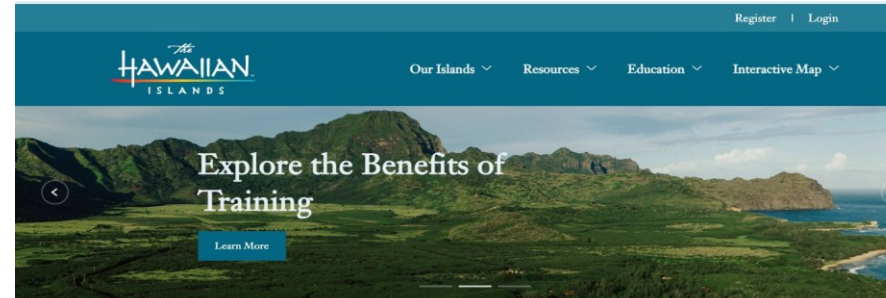 Register | Login
The
HAWAIIAN
ISLANDS
Our Islands Resources Education Interactive Map
Explore the Benefits of
Training
Learn More